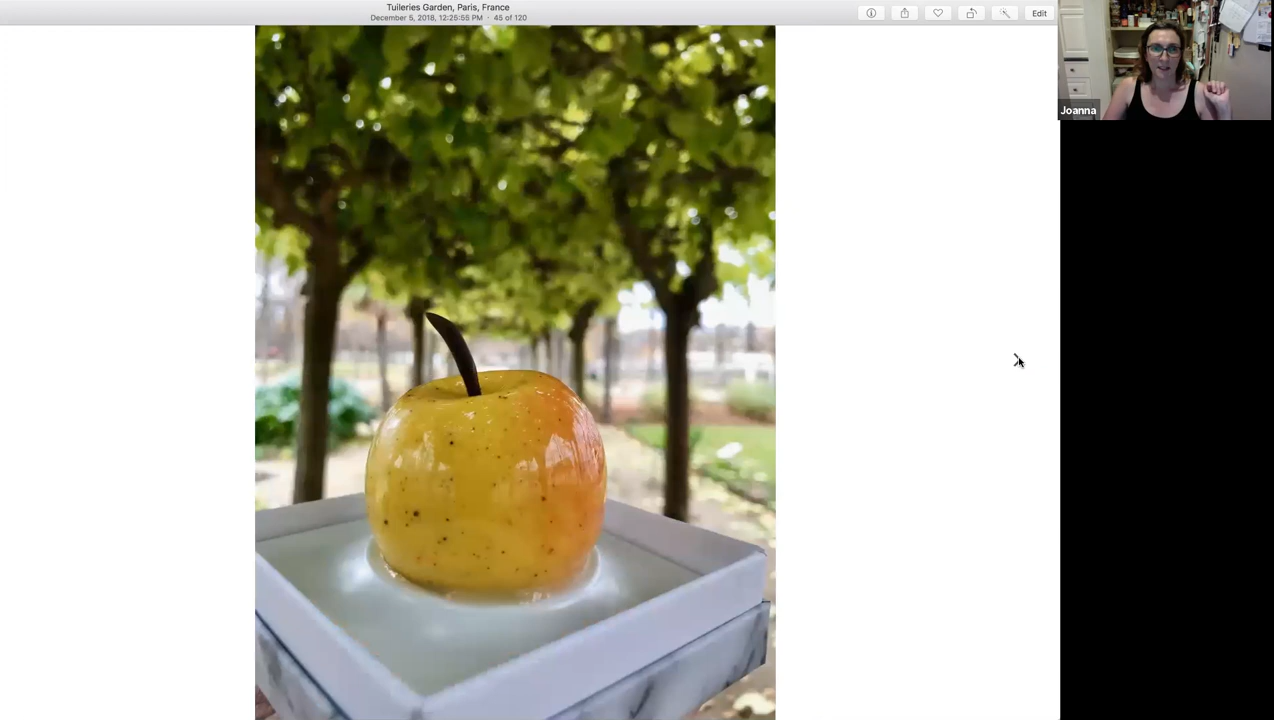 Tuileries Garden, Paris, France
December 5, 2018, 12:25:55 PM · 45 of 120
Edit
Joanna